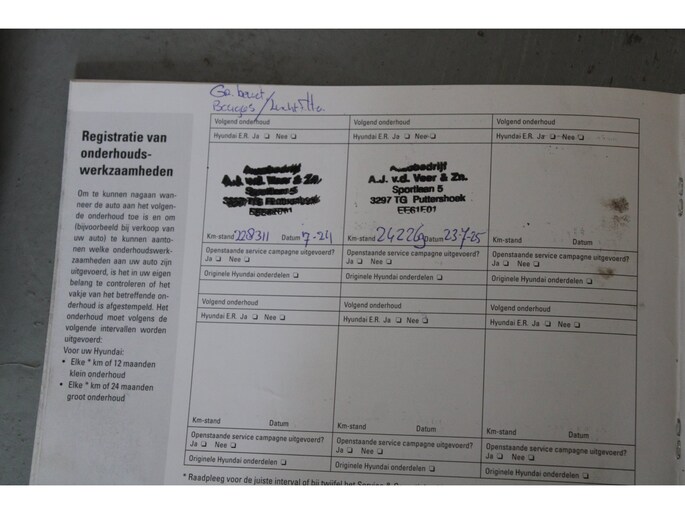 Registratie van
onderhouds-
werkzaamheden
Om te kunnen nagaan wan-
neer de auto aan het volgen-
de onderhoud toe is en om
(bijvoorbeeld bij verkoop van
uw auto) te kunnen aanto-
nen welke onderhoudswerk-
zaamheden aan uw auto zijn
uitgevoerd, is het in uw eigen
belang te controleren of het
vakje van het betreffende on-
derhoud is afgestempeld. Het
onderhoud moet volgens de
volgende intervallen worden
uitgevoerd:
Voor uw Hyundai:
• Elke * km of 12 maanden
klein onderhoud
• Elke * km of 24 maanden
groot onderhoud
Volgend onderhoud
Hyundai E.R. Ja ❏ Nee ❏
A.J. v.d. Veer & Zn.
Sportlaan 5
Km-stand 228311 Datum 7-24
Openstaande service campagne uitgevoerd?
Ja ❏ Nee ❏
Originele Hyundai onderdelen ❏
Volgend onderhoud
Hyundai E.R. Ja ❏ Nee ❏
Autobedrijf
A.J. v.d. Veer & Zn.
Sportlaan 5
3297 TG Puttershoek
Km-stand Datum 23-7-25
Openstaande service campagne uitgevoerd?
Ja ❏ Nee ❏
Originele Hyundai onderdelen ❏
Volgend onderhoud
Hyundai E.R. Ja ❏ Nee ❏
Km-stand Datum
Openstaande service campagne uitgevoerd?
Ja ❏ Nee ❏
Originele Hyundai onderdelen ❏
Volgend onderhoud
Hyundai E.R. Ja ❏ Nee ❏
Km-stand Datum
Openstaande service campagne uitgevoerd?
Ja ❏ Nee ❏
Originele Hyundai onderdelen ❏
Volgend onderhoud
Hyundai E.R. Ja ❏ Nee ❏
Km-stand Datum
Openstaande service campagne uitgevoerd?
Ja ❏ Nee ❏
Originele Hyundai onderdelen ❏
Volgend onderhoud
Hyundai E.R. Ja ❏ Nee ❏
Km-stand Datum
Openstaande service campagne uitgevoerd?
Ja ❏ Nee ❏
Originele Hyundai onderdelen ❏
* Raadpleeg voor de juiste interval of bij twijfel het